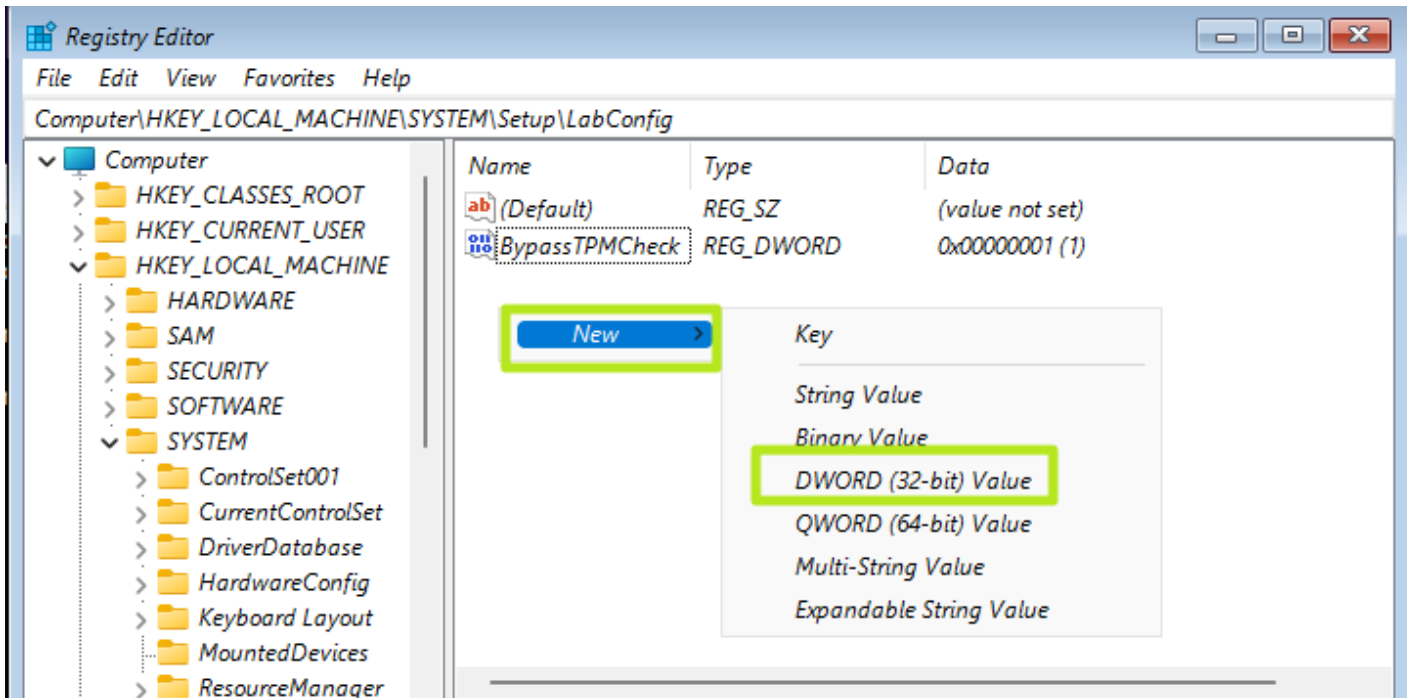 Registry Editor
File Edit View Favorites Help
Computer\HKEY_LOCAL_MACHINE\SYSTEM\Setup\LabConfig
Computer
HKEY_CLASSES_ROOT
HKEY_CURRENT_USER
HKEY_LOCAL_MACHINE
HARDWARE
SAM
SECURITY
SOFTWARE
SYSTEM
ControlSet001
CurrentControlSet
DriverDatabase
HardwareConfig
Keyboard Layout
MountedDevices
ResourceManager
Name Type Data
ab (Default) REG_SZ (value not set)
BypassTPMCheck REG_DWORD 0x00000001 (1)
New
Key
String Value
Binary Value
DWORD (32-bit) Value
QWORD (64-bit) Value
Multi-String Value
Expandable String Value